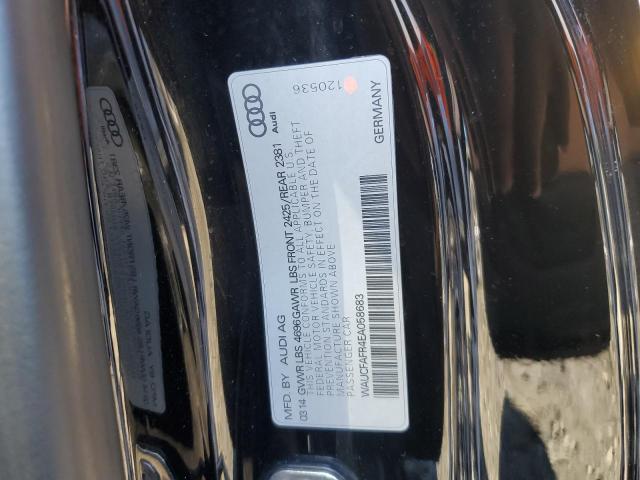 MFD. BY AUDI AG
0314 GVWR LBS 4696 GAWR LBS FRONT 2425/REAR 2381
THIS VEHICLE CONFORMS TO ALL APPLICABLE U.S.
FEDERAL MOTOR VEHICLE SAFETY, BUMPER AND THEFT
PREVENTION STANDARDS IN EFFECT ON THE DATE OF
MANUFACTURE SHOWN ABOVE
PASSENGER CAR
WAUCFAFR4EA058683
Audi
120536
GERMANY